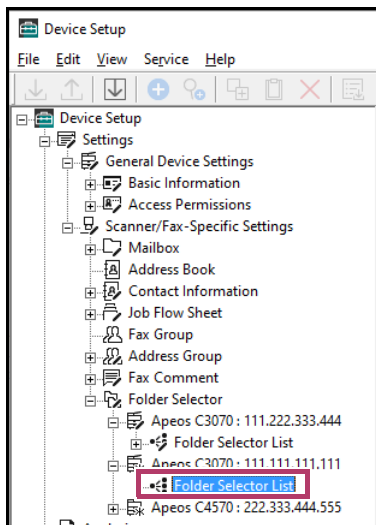 Device Setup
File Edit View Service Help
Device Setup
Settings
General Device Settings
Basic Information
Access Permissions
Scanner/Fax-Specific Settings
Mailbox
Address Book
Contact Information
Job Flow Sheet
Fax Group
Address Group
Fax Comment
Folder Selector
Apeos C3070 : 111.222.333.444
Folder Selector List
Apeos C3070 : 111.111.111.111
Folder Selector List
Apeos C4570 : 222.333.444.555